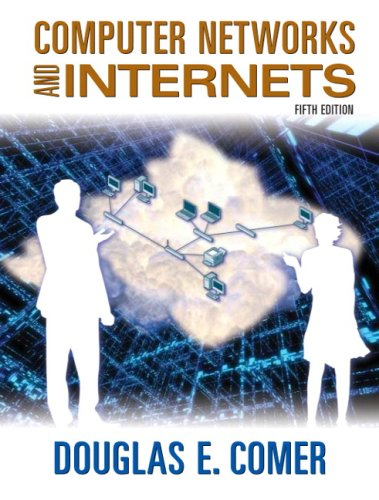 COMPUTER NETWORKS
AND INTERNETS
FIFTH EDITION
DOUGLAS E. COMER